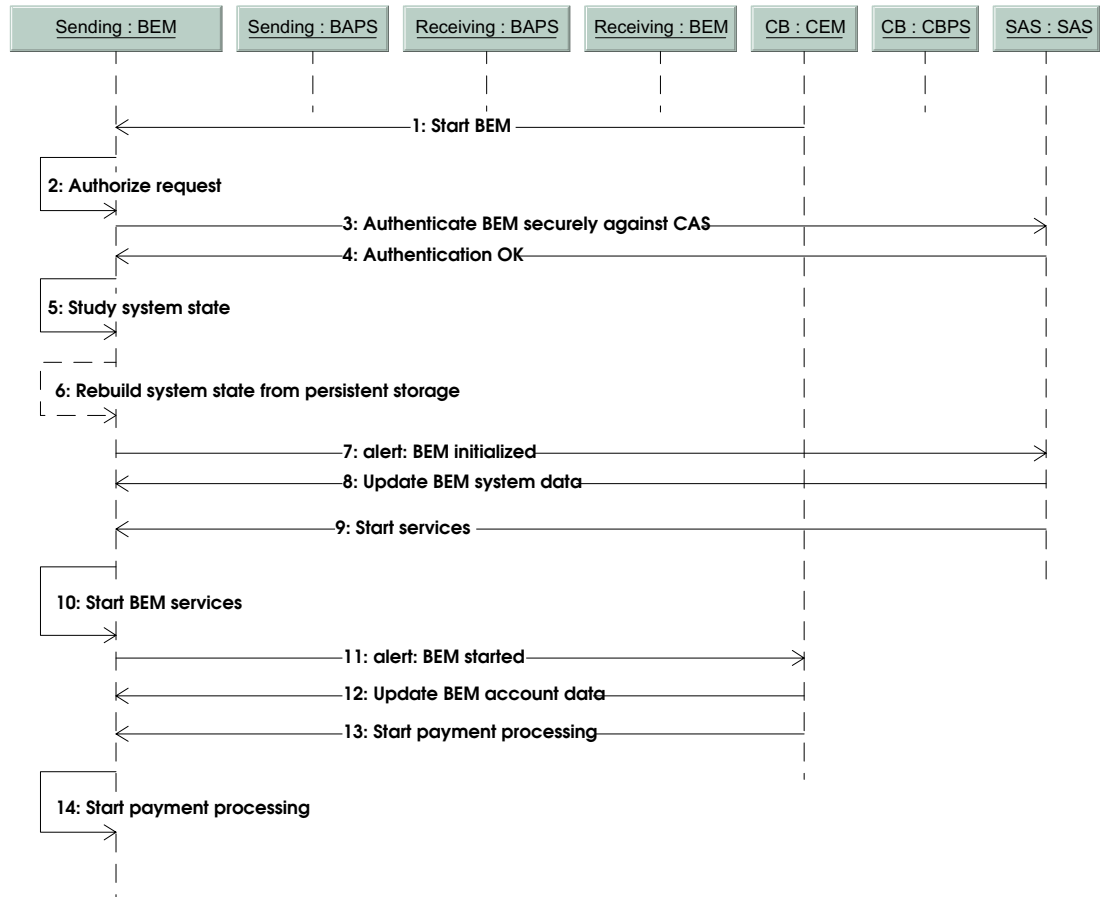 Sending : BEM
Sending : BAPS
Receiving : BAPS
Receiving : BEM
CB : CEM
CB : CBPS
SAS : SAS
1: Start BEM
2: Authorize request
3: Authenticate BEM securely against CAS
4: Authentication OK
5: Study system state
6: Rebuild system state from persistent storage
7: alert: BEM initialized
8: Update BEM system data
9: Start services
10: Start BEM services
11: alert: BEM started
12: Update BEM account data
13: Start payment processing
14: Start payment processing